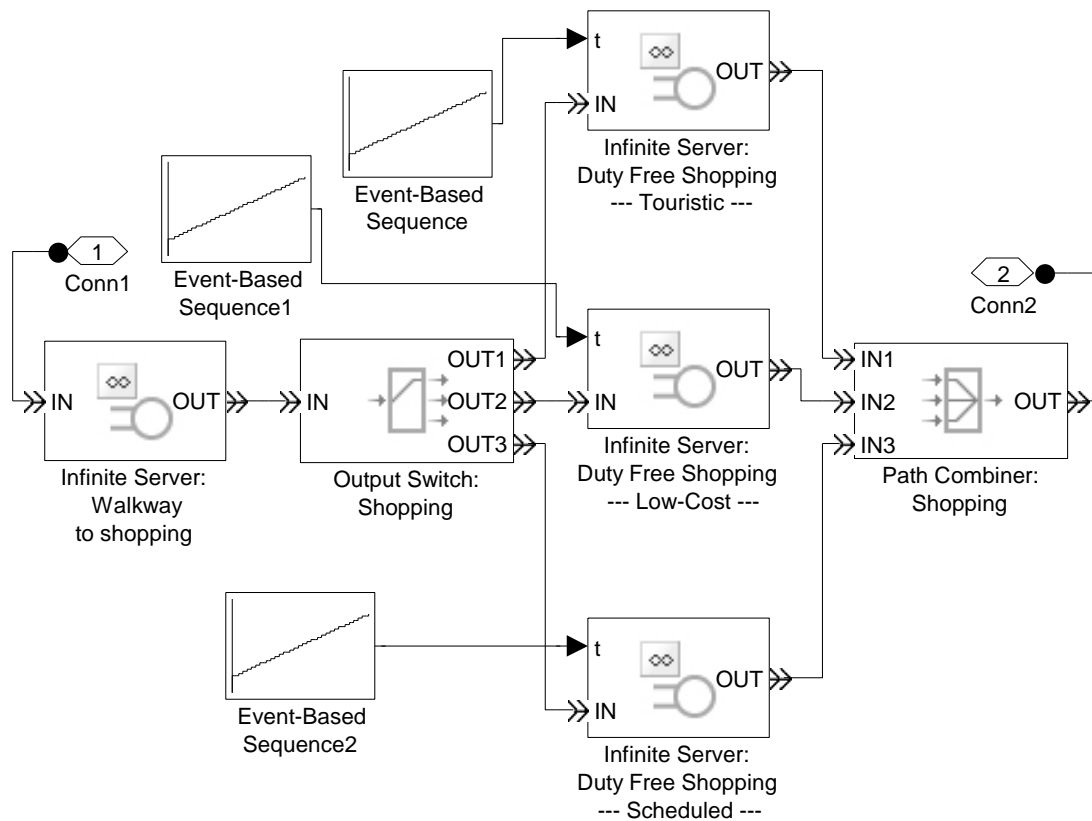 t
∞
OUT
IN
Infinite Server:
Duty Free Shopping
--- Touristic ---
Event-Based
Sequence
Event-Based
Sequence1
1
Conn1
2
Conn2
IN
∞
OUT
Infinite Server:
Walkway
to shopping
IN
OUT1
OUT2
OUT3
Output Switch:
Shopping
t
∞
OUT
IN
Infinite Server:
Duty Free Shopping
--- Low-Cost ---
IN1
IN2
IN3
OUT
Path Combiner:
Shopping
Event-Based
Sequence2
t
∞
OUT
IN
Infinite Server:
Duty Free Shopping
--- Scheduled ---